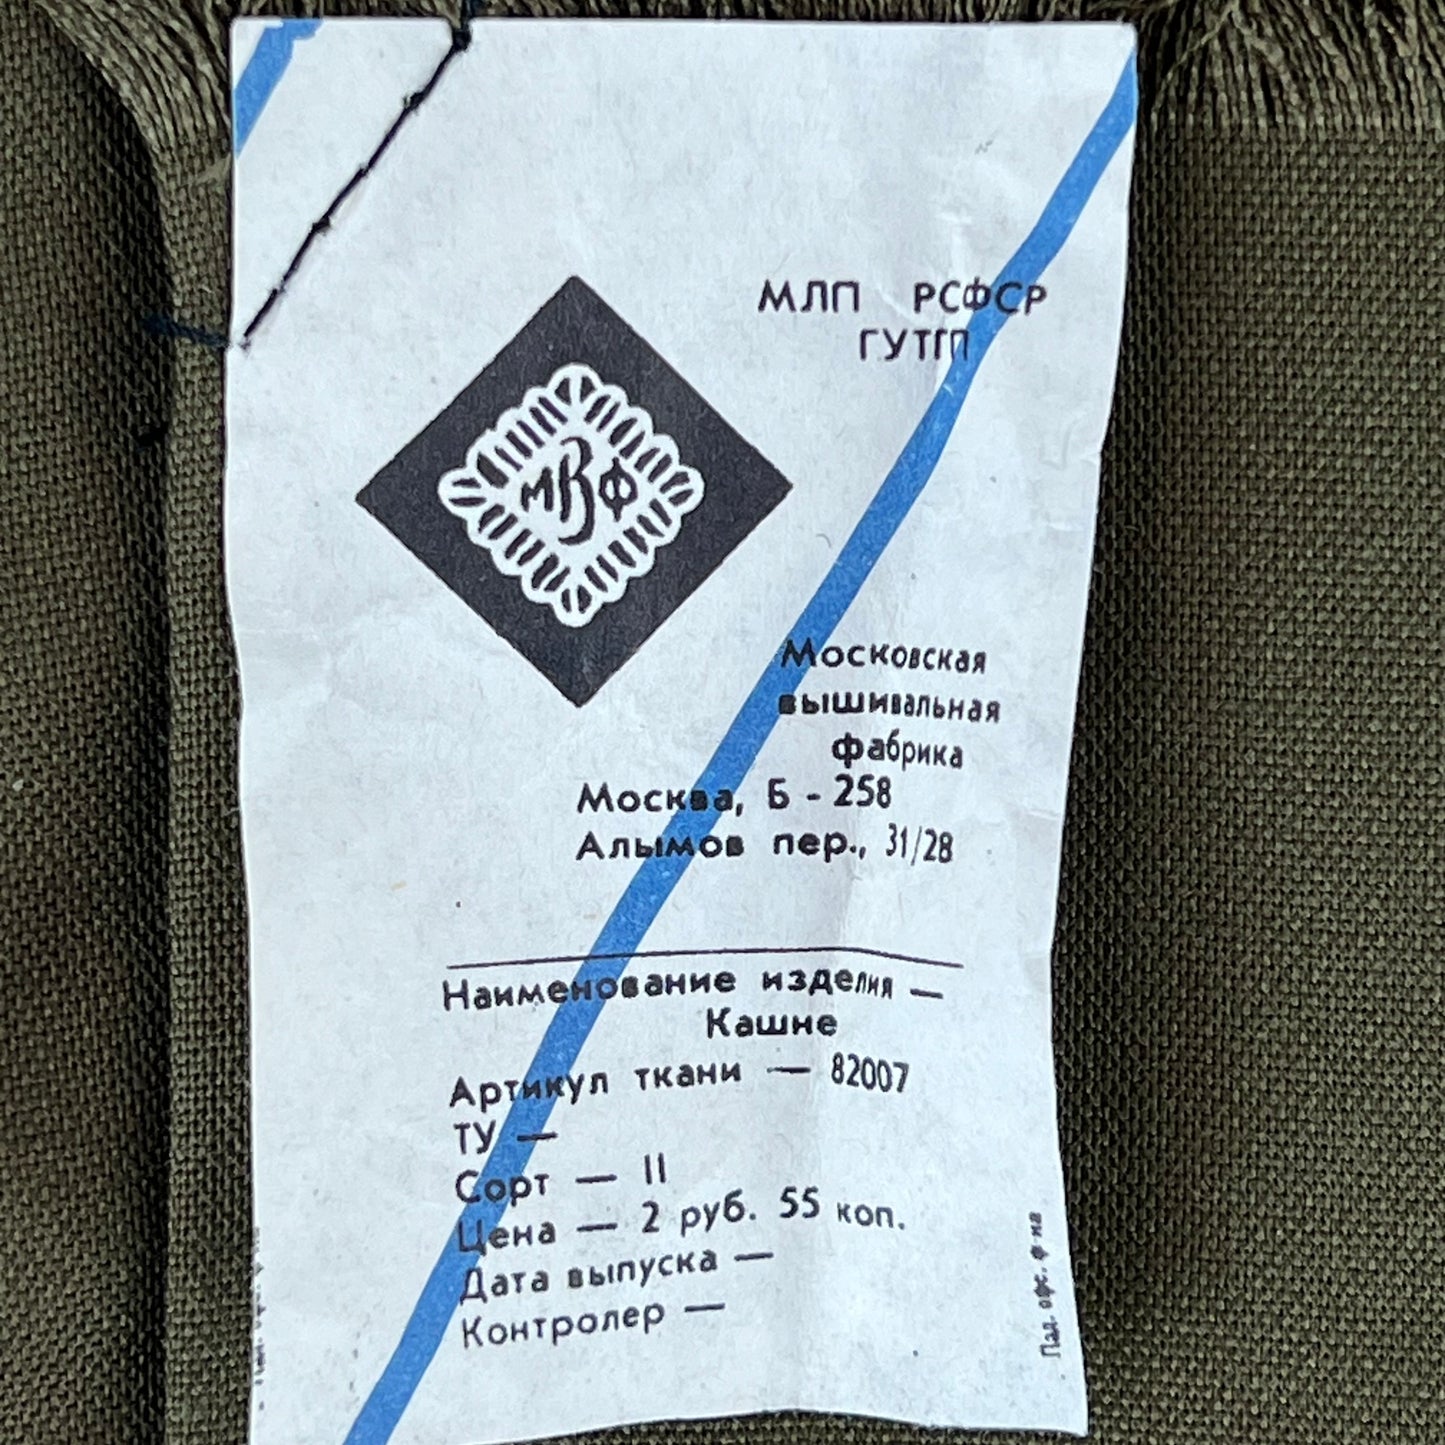 МЛП РСФСР
ГУТГП
МВФ
Московская
вышивальная
фабрика
Москва, Б - 258
Алымов пер., 31/28
Наименование изделия —
Кашне
Артикул ткани — 82007
ТУ —
Сорт — II
Цена — 2 руб. 55 коп.
Дата выпуска —
Контролер —